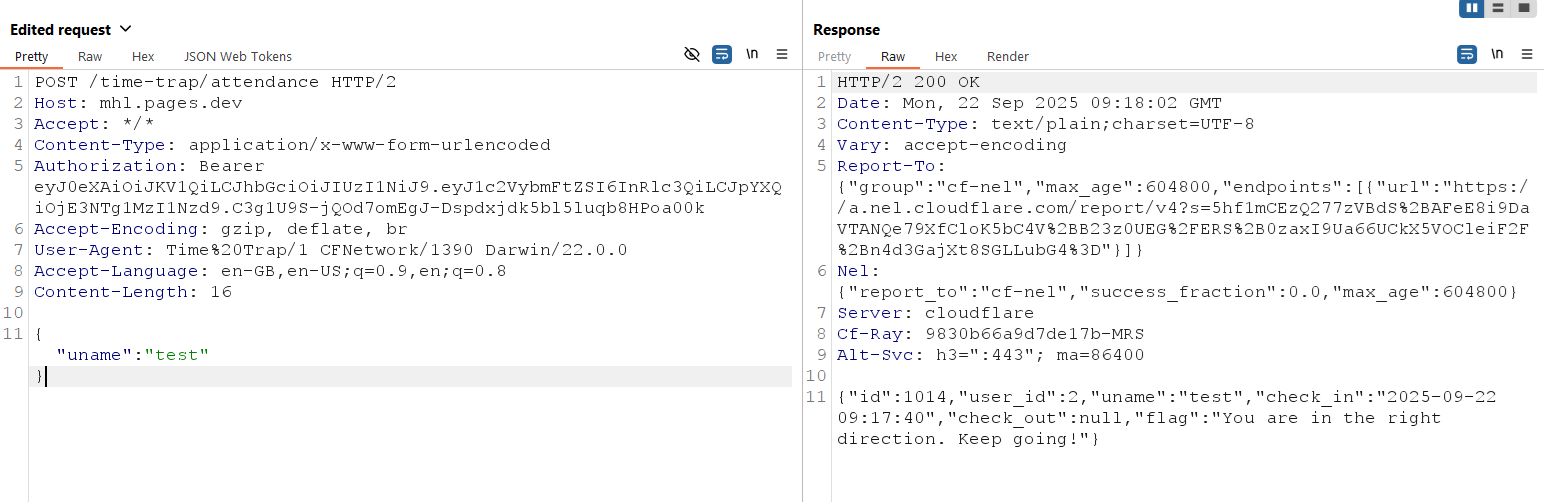 Edited request
Pretty Raw Hex JSON Web Tokens \n
1 POST /time-trap/attendance HTTP/2
2 Host: mhl.pages.dev
3 Accept: */*
4 Content-Type: application/x-www-form-urlencoded
5 Authorization: Bearer
eyJ0eXAiOiJKV1QiLCJhbGciOiJIUzI1NiJ9.eyJ1c2VybmFtZSI6InRlc3QiLCJpYXQ
iOjE3NTg1MzI1Nzd9.C3g1U9S-jQOd7omEgJ-Dspdxjdk5bl5luqb8HPoa00k
6 Accept-Encoding: gzip, deflate, br
7 User-Agent: Time%20Trap/1 CFNetwork/1390 Darwin/22.0.0
8 Accept-Language: en-GB,en-US;q=0.9,en;q=0.8
9 Content-Length: 16
10
11 {
"uname":"test"
}
Response
Pretty Raw Hex Render \n
1 HTTP/2 200 OK
2 Date: Mon, 22 Sep 2025 09:18:02 GMT
3 Content-Type: text/plain;charset=UTF-8
4 Vary: accept-encoding
5 Report-To:
{"group":"cf-nel","max_age":604800,"endpoints":[{"url":"https:/
/a.nel.cloudflare.com/report/v4?s=5hf1mCEzQ277zVBdS%2BAFeE8i9Da
VTANQe79XfCloK5bC4V%2BB23z0UEG%2FERS%2B0zaxI9Ua66UCkX5VOCleiF2F
%2Bn4d3GajXt8SGLLubG4%3D"}]}
6 Nel:
{"report_to":"cf-nel","success_fraction":0.0,"max_age":604800}
7 Server: cloudflare
8 Cf-Ray: 9830b66a9d7de17b-MRS
9 Alt-Svc: h3=":443"; ma=86400
10
11 {"id":1014,"user_id":2,"uname":"test","check_in":"2025-09-22
09:17:40","check_out":null,"flag":"You are in the right
direction. Keep going!"}